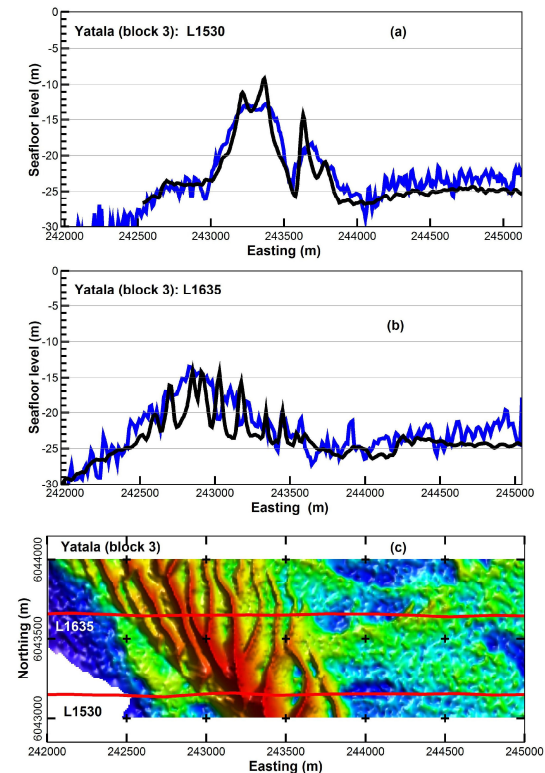 0
Yatala (block 3): L1530
(a)
-5
-10
-15
-20
-25
-30
Seafloor level (m)
242000 242500 243000 243500 244000 244500 245000
Easting (m)
0
Yatala (block 3): L1635
-5
(b)
-10
-15
-20
-25
-30
Seafloor level (m)
242000 242500 243000 243500 244000 244500 245000
Easting (m)
Yatala (block 3)
(c)
6044000
6043500
6043000
Northing (m)
L1635
L1530
242000 242500 243000 243500 244000 244500 245000
Easting (m)